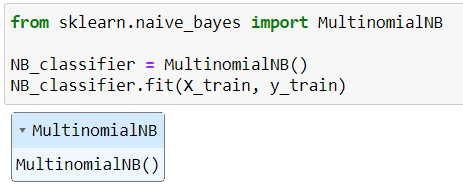 from sklearn.naive_bayes import MultinomialNB
NB_classifier = MultinomialNB()
NB_classifier.fit(X_train, y_train)
▾ MultinomialNB
MultinomialNB()